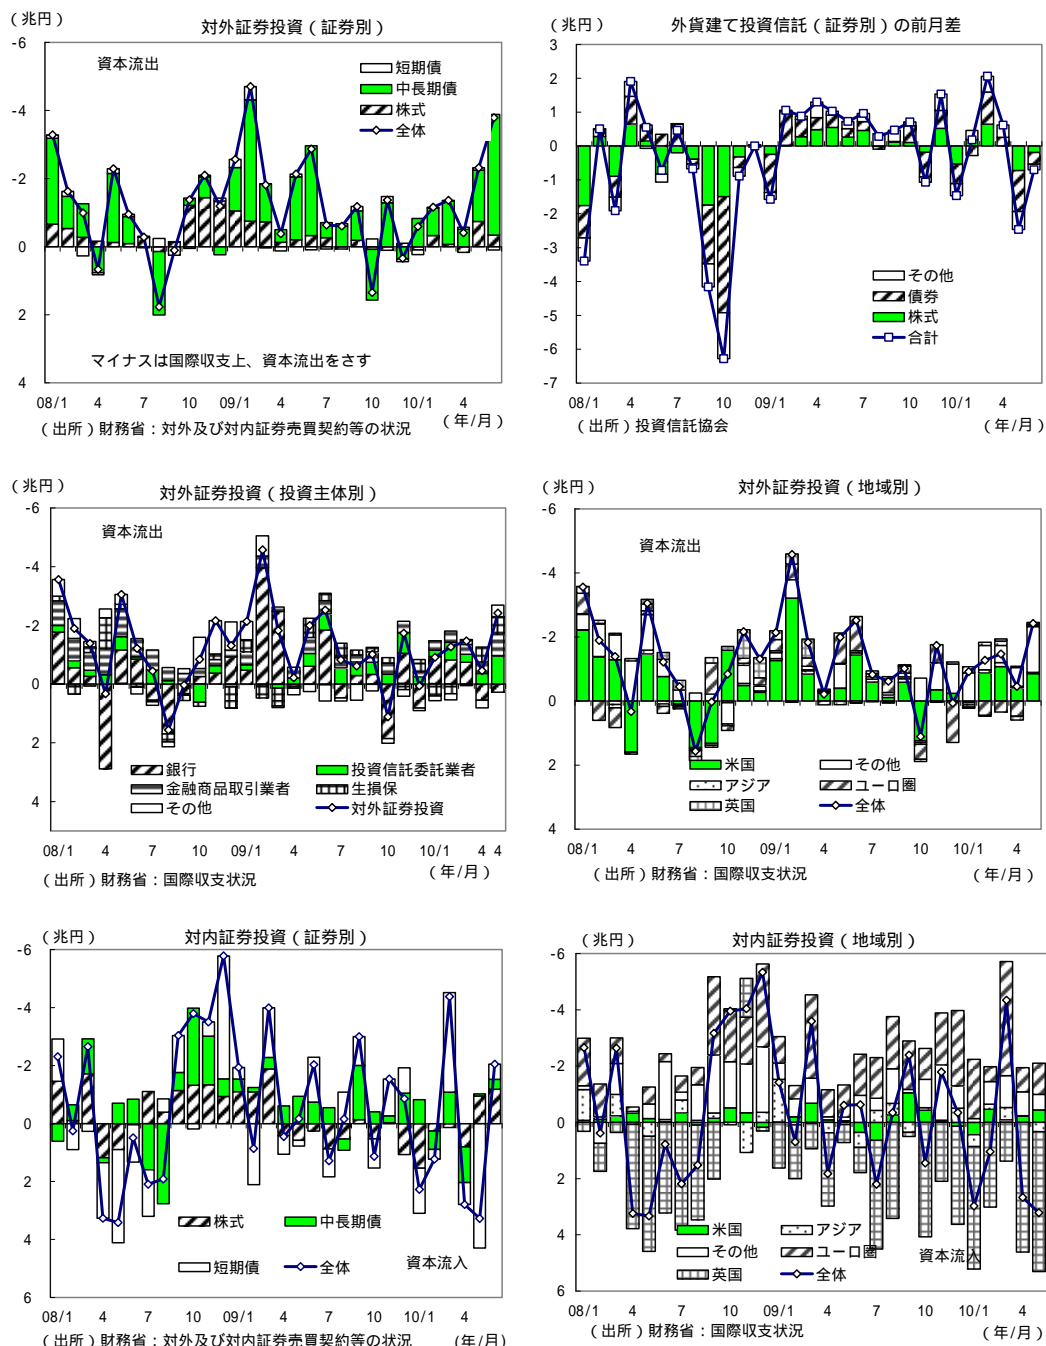 （兆円）
対外証券投資（証券別）
-6
-4
-2
0
2
4
資本流出
短期債
中長期債
株式
全体
マイナスは国際収支上、資本流出をさす
08/1 4 7 10 09/1 4 7 10 10/1 4
（年/月）
（出所）財務省：対外及び対内証券売買契約等の状況
（兆円）
外貨建て投資信託（証券別）の前月差
3
2
1
0
-1
-2
-3
-4
-5
-6
-7
その他
債券
株式
合計
08/1 4 7 10 09/1 4 7 10 10/1 4
（出所）投資信託協会
（年/月）
（兆円）
対外証券投資（投資主体別）
-6
-4
-2
0
2
4
資本流出
銀行 投資信託委託業者
金融商品取引業者 生損保
その他 対外証券投資
08/1 4 7 10 09/1 4 7 10 10/1 4 4
（年/月）
（出所）財務省：国際収支状況
（兆円）
対外証券投資（地域別）
-6
-4
-2
0
2
4
資本流出
米国 その他
アジア ユーロ圏
英国 全体
08/1 4 7 10 09/1 4 7 10 10/1 4
（出所）財務省：国際収支状況
（年/月）
（兆円）
対内証券投資（証券別）
-6
-4
-2
0
2
4
6
株式 中長期債
短期債 全体
資本流入
08/1 4 7 10 09/1 4 7 10 10/1 4
（出所）財務省：対外及び対内証券売買契約等の状況
（年/月）
（兆円）
対内証券投資（地域別）
-6
-4
-2
0
2
4
6
米国 アジア
その他 ユーロ圏
英国 全体
資本流入
08/1 4 7 10 09/1 4 7 10 10/1 4
（出所）財務省：国際収支状況
（年/月）